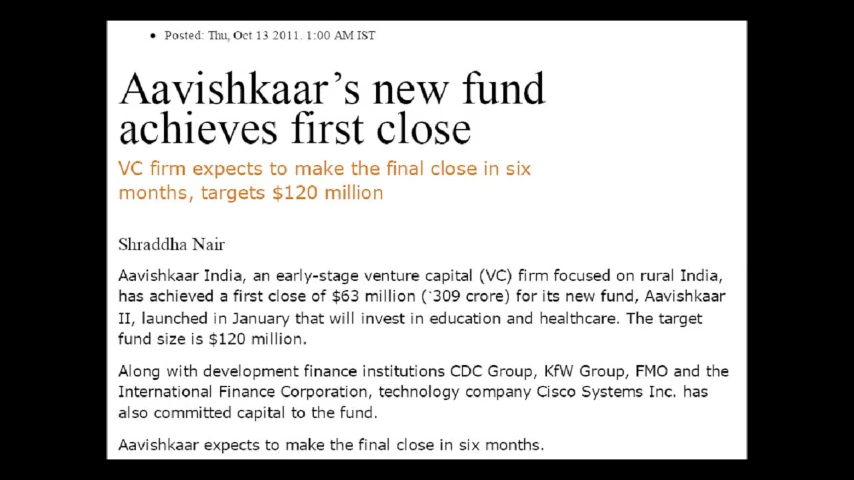 • Posted: Thu, Oct 13 2011. 1:00 AM IST
Aavishkaar’s new fund
achieves first close
VC firm expects to make the final close in six
months, targets $120 million
Shraddha Nair
Aavishkaar India, an early-stage venture capital (VC) firm focused on rural India,
has achieved a first close of $63 million (`309 crore) for its new fund, Aavishkaar
II, launched in January that will invest in education and healthcare. The target
fund size is $120 million.
Along with development finance institutions CDC Group, KfW Group, FMO and the
International Finance Corporation, technology company Cisco Systems Inc. has
also committed capital to the fund.
Aavishkaar expects to make the final close in six months.